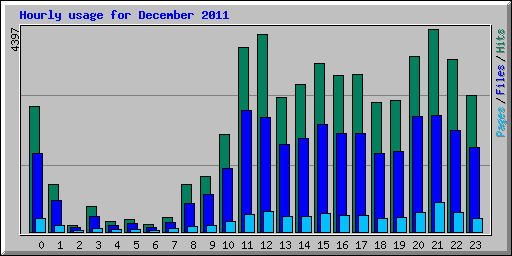 Hourly usage for December 2011
4397
Pages / Files / Hits
0 1 2 3 4 5 6 7 8 9 10 11 12 13 14 15 16 17 18 19 20 21 22 23